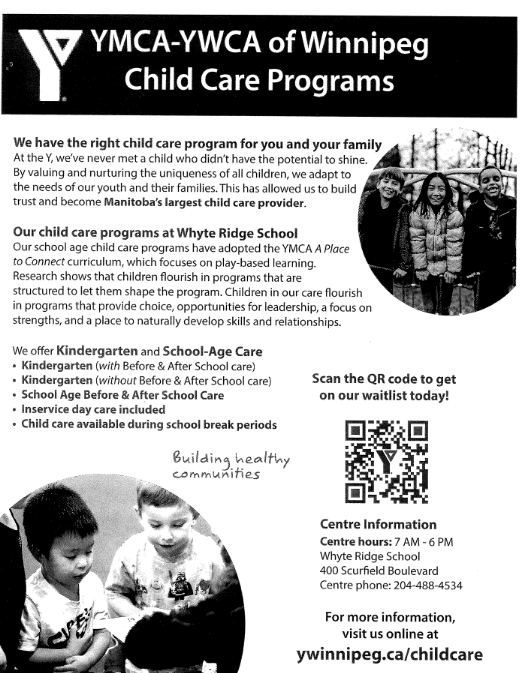 YMCA-YWCA of Winnipeg
Child Care Programs
We have the right child care program for you and your family
At the Y, we've never met a child who didn't have the potential to shine.
By valuing and nurturing the uniqueness of all children, we adapt to
the needs of our youth and their families. This has allowed us to build
trust and become Manitoba's largest child care provider.
Our child care programs at Whyte Ridge School
Our school age child care programs have adopted the YMCA A Place
to Connect curriculum, which focuses on play-based learning.
Research shows that children flourish in programs that are
structured to let them shape the program. Children in our care flourish
in programs that provide choice, opportunities for leadership, a focus on
strengths, and a place to naturally develop skills and relationships.
We offer Kindergarten and School-Age Care
• Kindergarten (with Before & After School care)
• Kindergarten (without Before & After School care)
• School Age Before & After School Care
• Inservice day care included
• Child care available during school break periods
Building healthy
communities
Scan the QR code to get
on our waitlist today!
Centre Information
Centre hours: 7 AM - 6 PM
Whyte Ridge School
400 Scurfield Boulevard
Centre phone: 204-488-4534
For more information,
visit us online at
ywinnipeg.ca/childcare